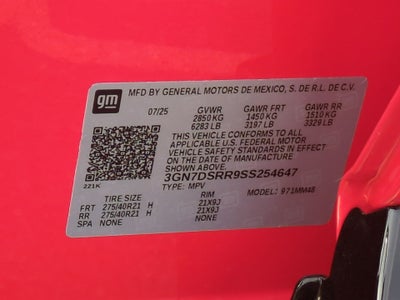 gm
MFD BY GENERAL MOTORS DE MEXICO, S. DE R.L. DE C.V.
07/25 GVWR GAWR FRT GAWR RR
2850 KG 1450 KG 1510 KG
6283 LB 3197 LB 3329 LB
THIS VEHICLE CONFORMS TO ALL
APPLICABLE U.S. FEDERAL MOTOR
VEHICLE SAFETY STANDARDS IN EFFECT
ON THE DATE OF MANUFACTURE
SHOWN ABOVE
3GN7DSRR9SS254647
221K TYPE: MPV MODEL: 971MM48
TIRE SIZE RIM
FRT 275/40R21 H 21X9J
RR 275/40R21 H 21X9J
SPA NONE NONE